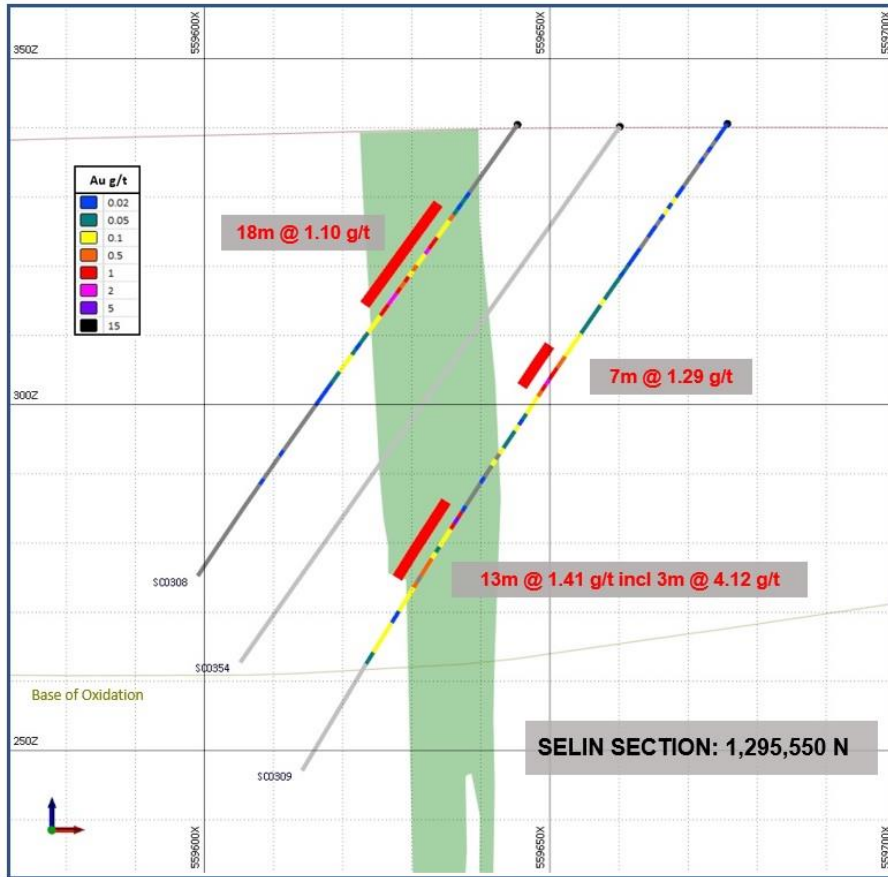 559600X
559650X
559700X
350Z
Au g/t
0.02
0.05
0.1
0.5
1
2
5
15
18m @ 1.10 g/t
7m @ 1.29 g/t
300Z
13m @ 1.41 g/t incl 3m @ 4.12 g/t
SC0308
SC0354
Base of Oxidation
SELIN SECTION: 1,295,550 N
250Z
SC0309
559600X
559650X
559700X